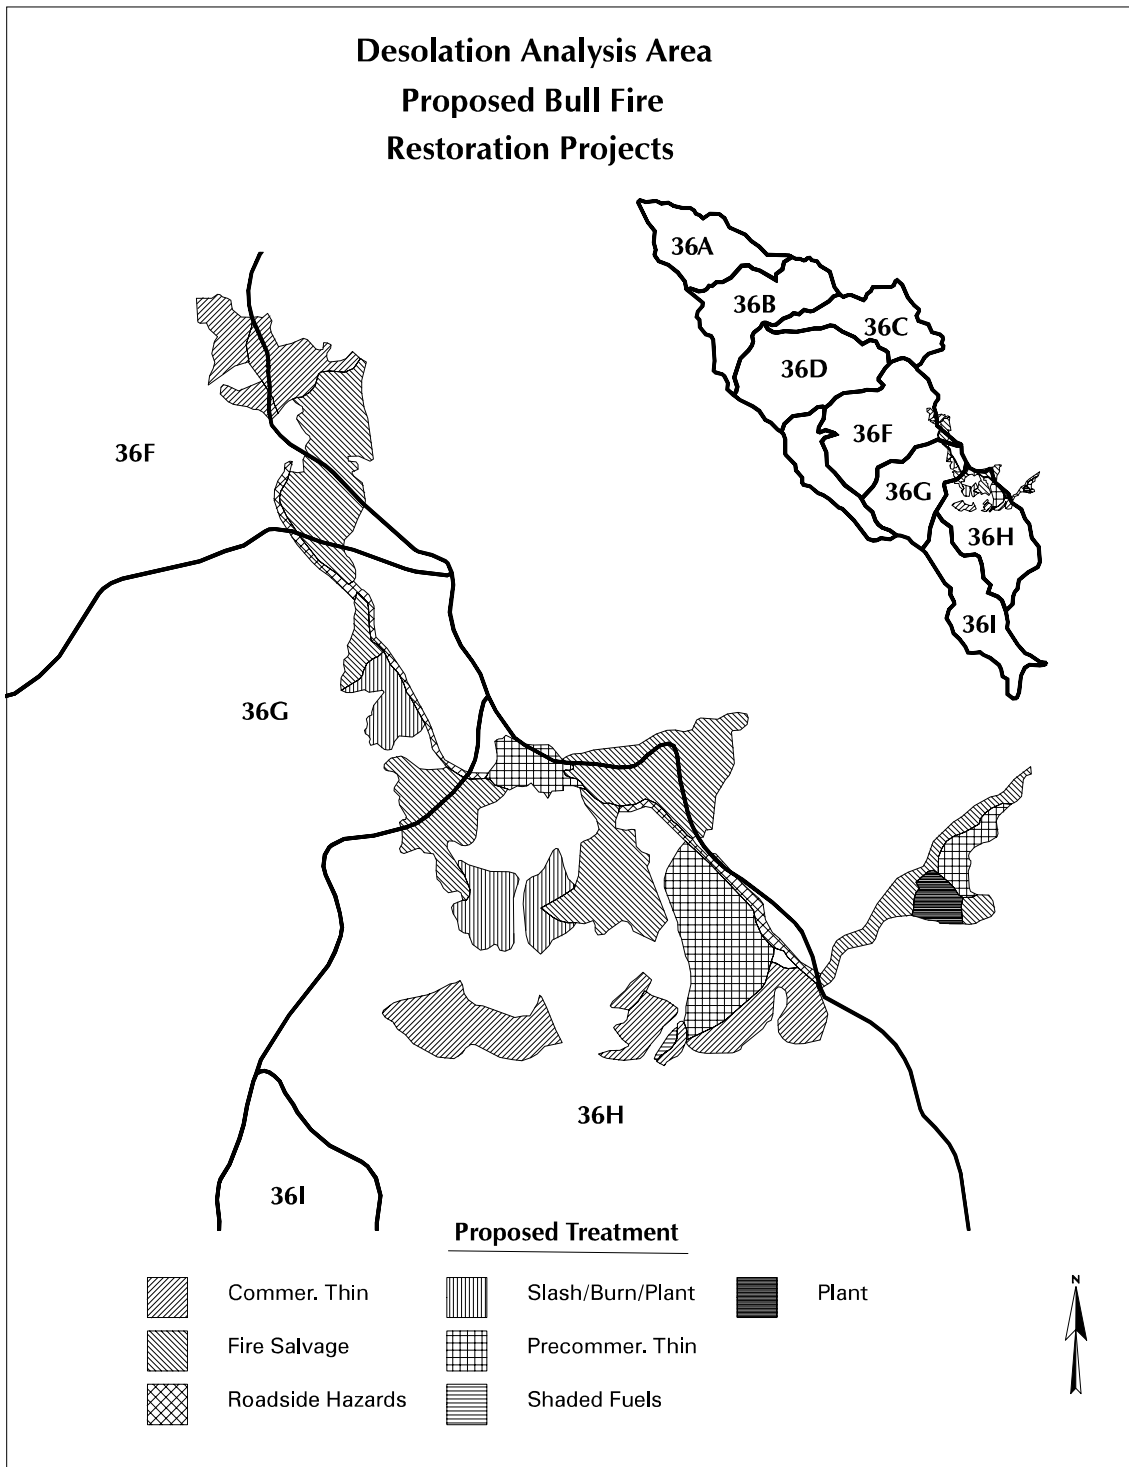 Desolation Analysis Area
Proposed Bull Fire
Restoration Projects
36A
36B
36C
36D
36F
36G
36H
36I
36F
36G
36H
36I
Proposed Treatment
Commer. Thin
Slash/Burn/Plant
Plant
Fire Salvage
Precommer. Thin
Roadside Hazards
Shaded Fuels
N